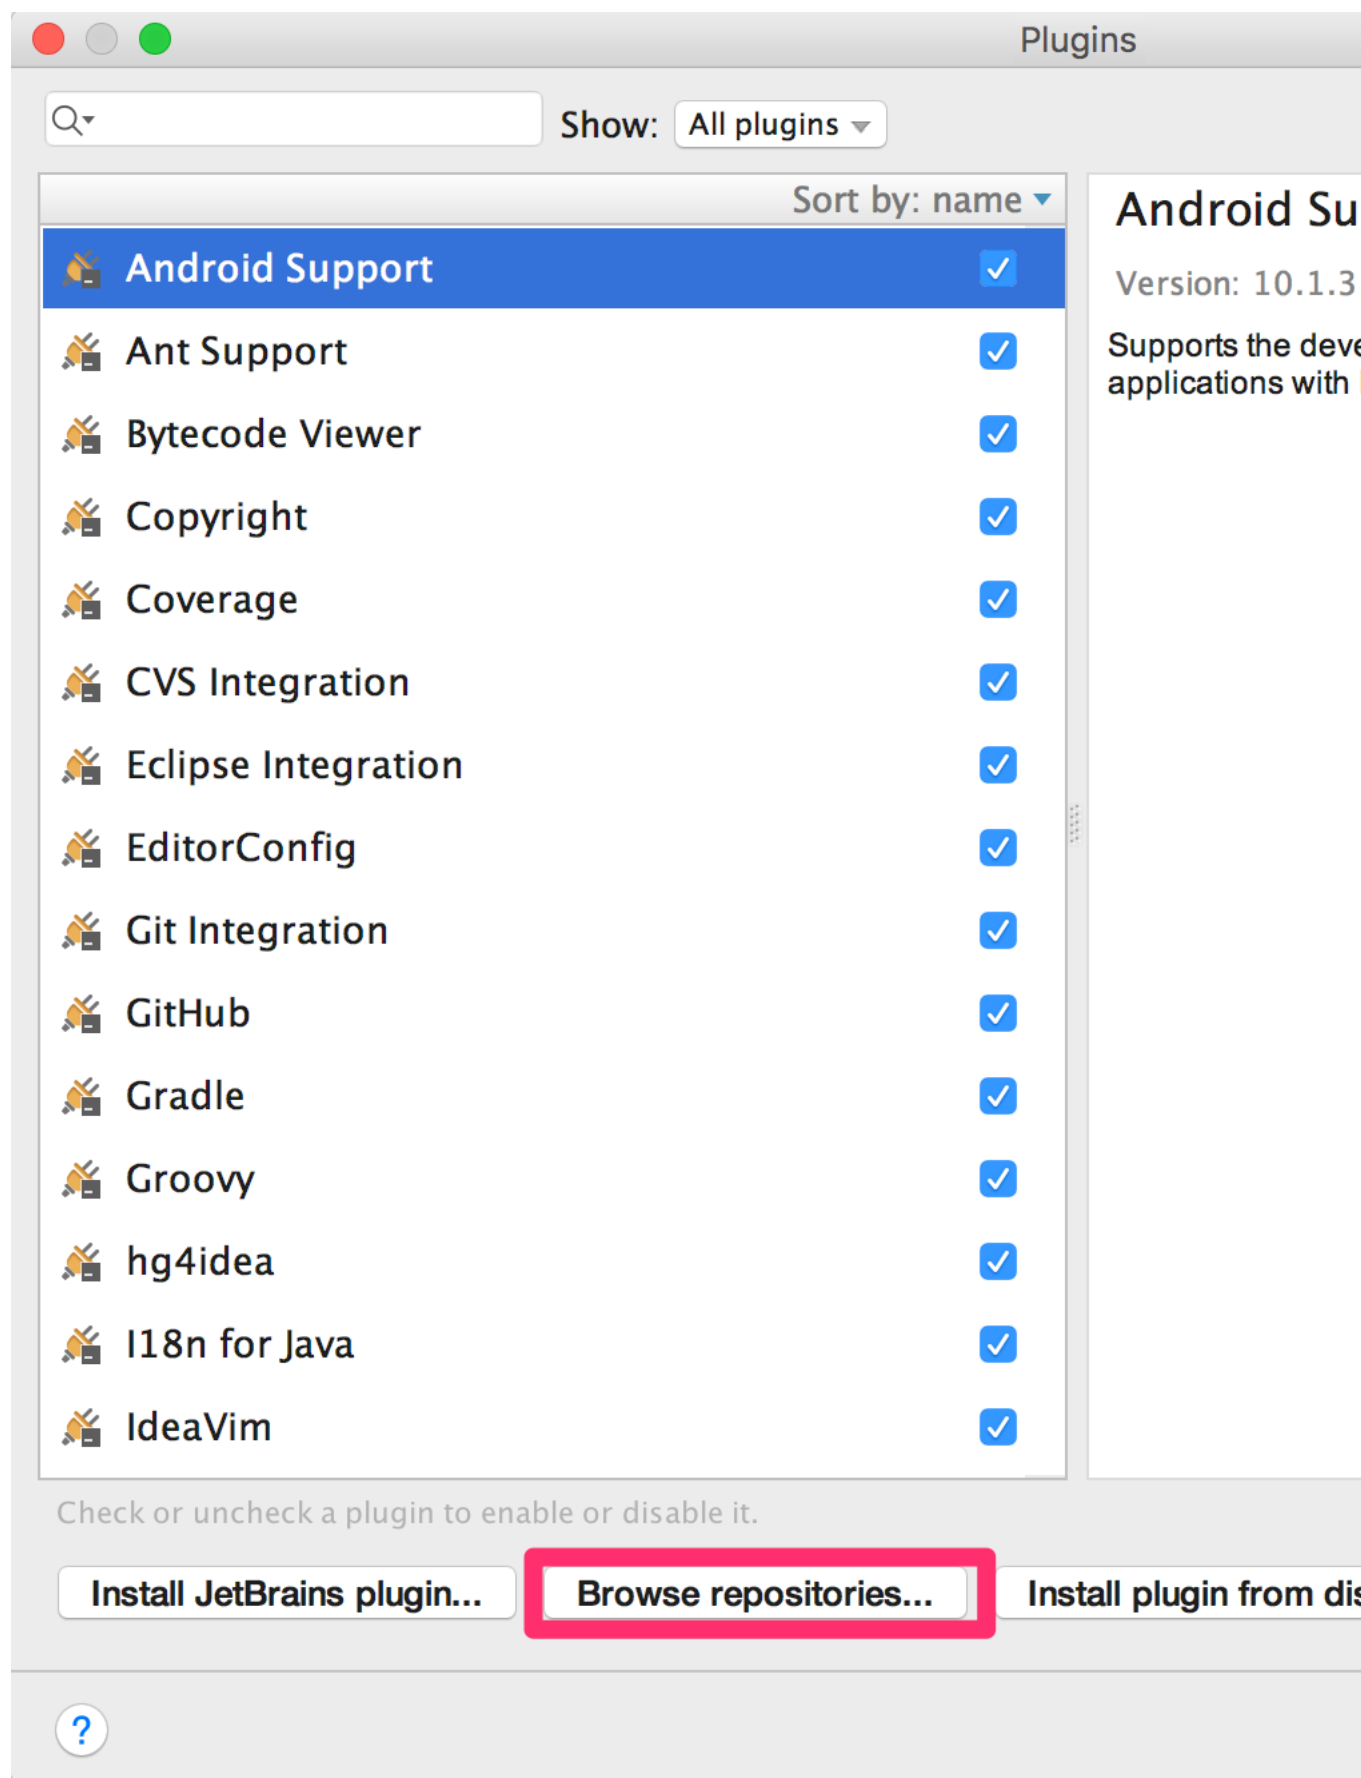 Plugins
Show: All plugins
Sort by: name
Android Support
Ant Support
Bytecode Viewer
Copyright
Coverage
CVS Integration
Eclipse Integration
EditorConfig
Git Integration
GitHub
Gradle
Groovy
hg4idea
I18n for Java
IdeaVim
Android Su
Version: 10.1.3
Supports the deve
applications with
Check or uncheck a plugin to enable or disable it.
Install JetBrains plugin...
Browse repositories...
Install plugin from dis
?